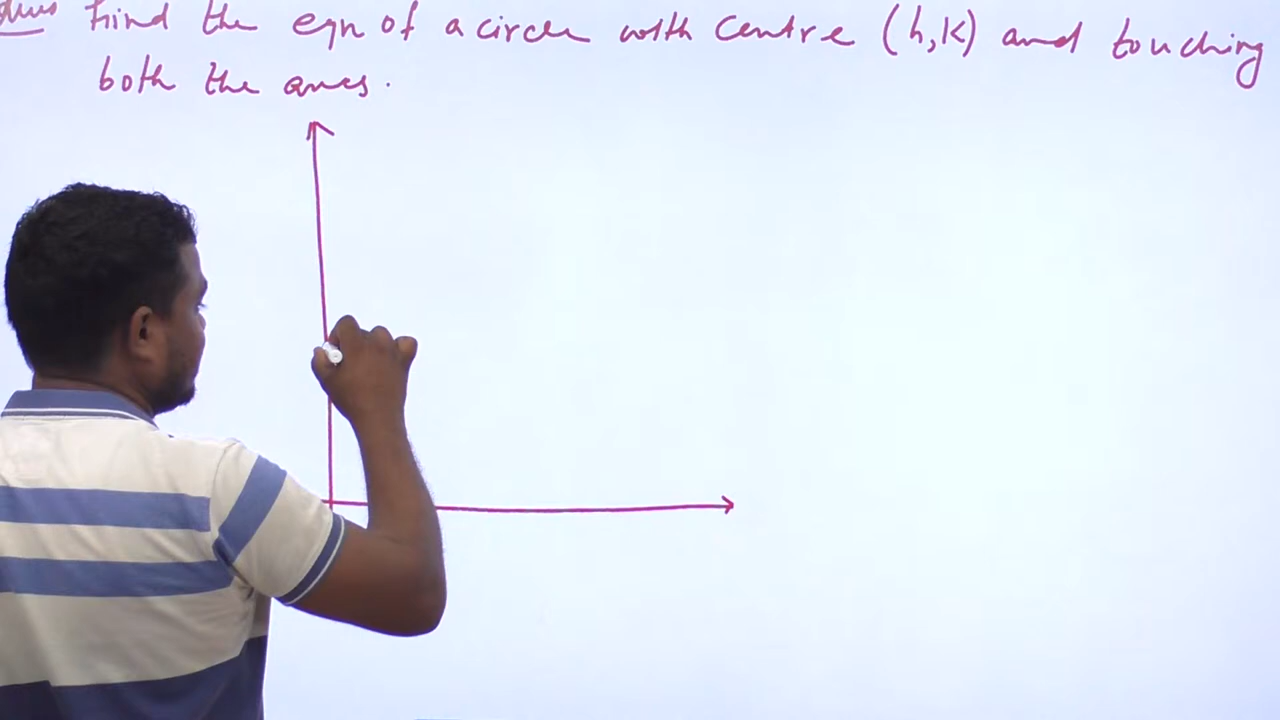 Find the eqn of a circle with centre (h,k) and touching
both the axes.